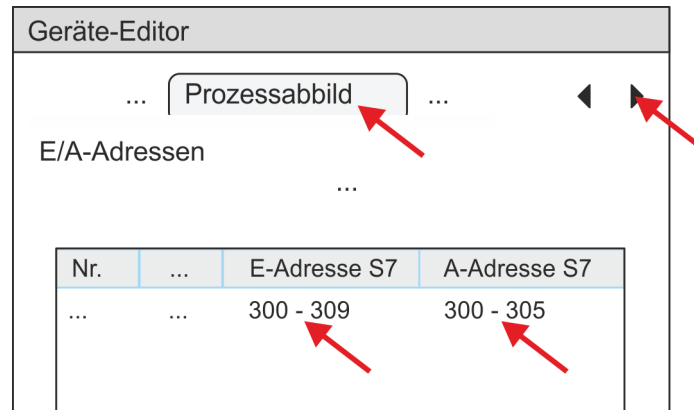 Geräte-Editor
... Prozessabbild ...
E/A-Adressen
...
Nr. ... E-Adresse S7 A-Adresse S7
... ... 300 - 309 300 - 305